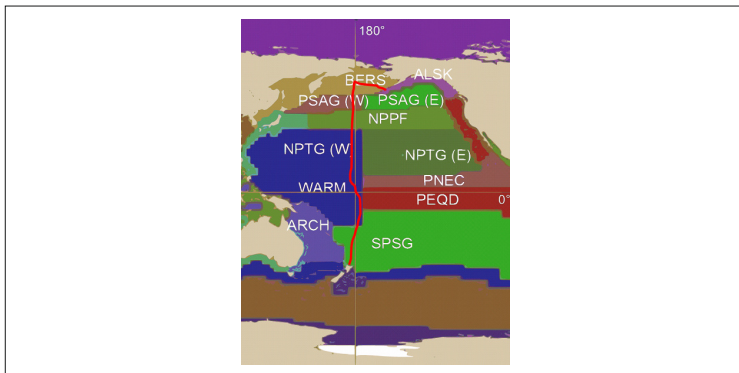 180°
BERS
ALSK
PSAG (W)
PSAG (E)
NPPF
NPTG (W
NPTG (E)
PNEC
WARM
PEQD
0°
ARCH
SPSG